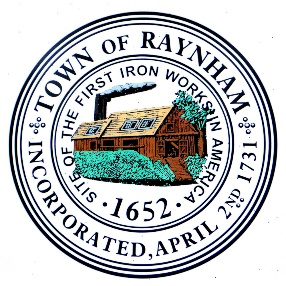 TOWN OF RAYNHAM
INCORPORATED, APRIL 2ND 1731
SITE OF THE FIRST IRON WORKS IN AMERICA
·1652·